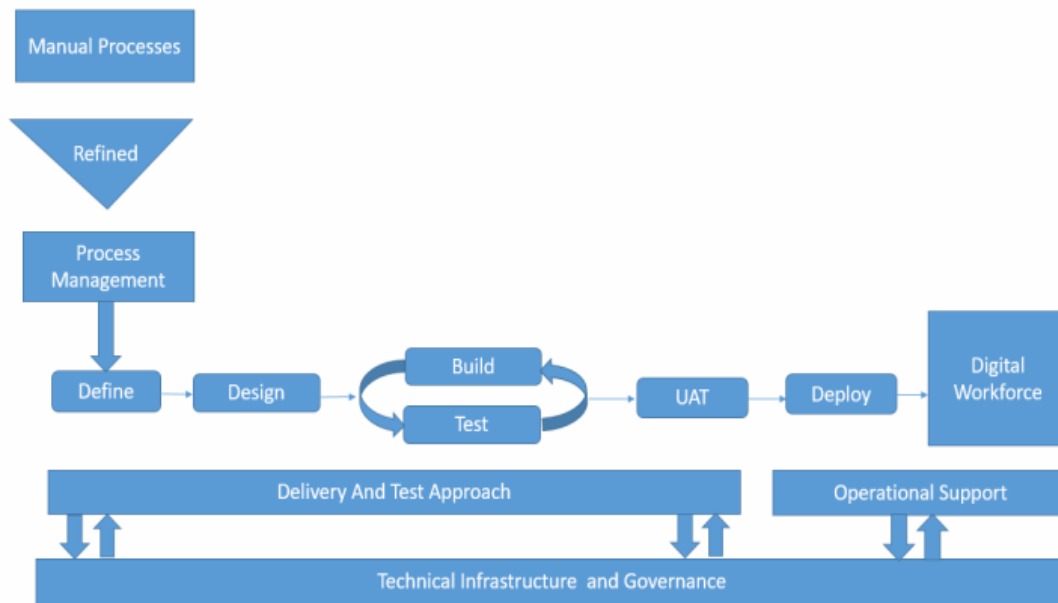 Manual Processes
Refined
Process
Management
Define
Design
Build
Test
UAT
Deploy
Digital
Workforce
Delivery And Test Approach
Operational Support
Technical Infrastructure and Governance